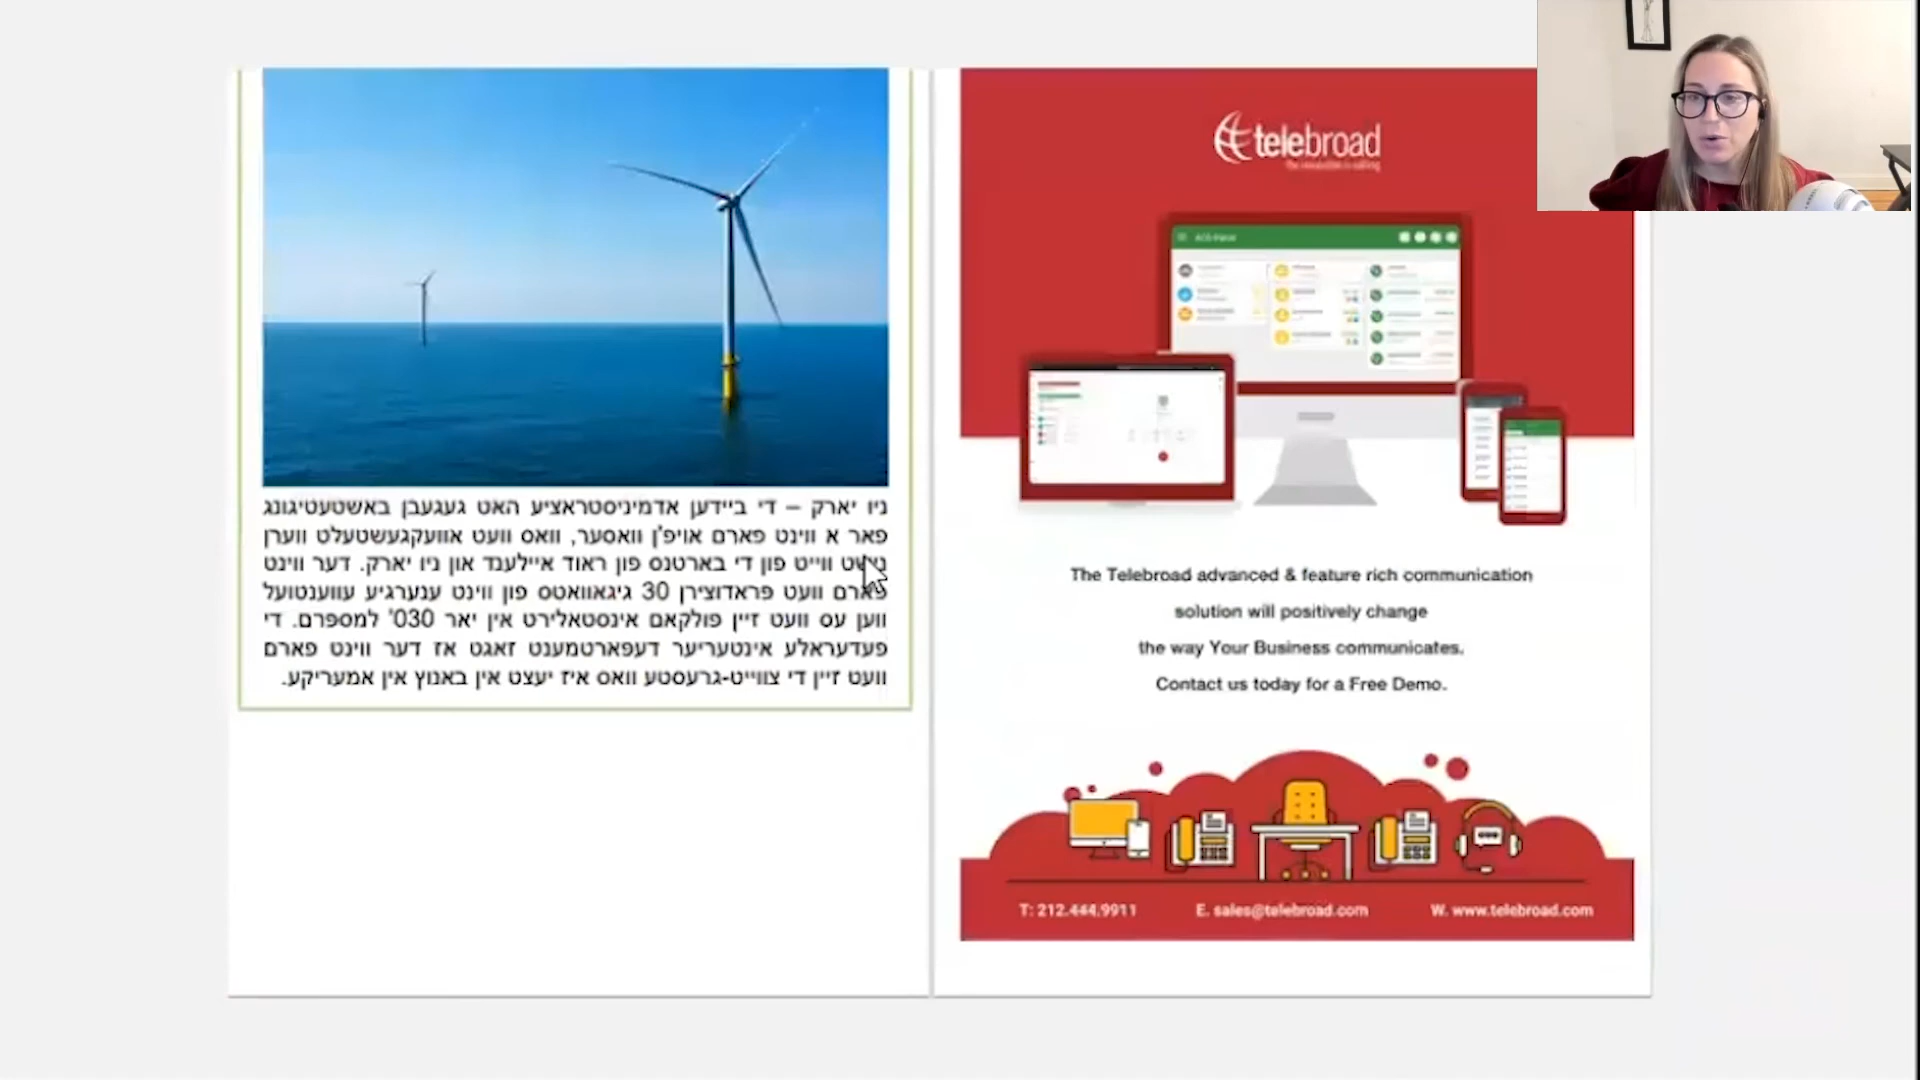 ניו יארק – די ביידען אדמיניסטראציע האט געגעבן באשטעטיגונג
פאר א ווינט פארם אויפ'ן וואסער, וואס וועט אוועקגעשטעלט ווערן
נישט ווייט פון די בארטנס פון ראוד איילענד און ניו יארק. דער ווינט
פארם וועט פראדוצירן 30 גיגאוואטס פון ווינט ענערגיע עווענטועל
ווען עס וועט זיין פולקאם אינסטאלירט אין יאר 030' למספרם. די
פעדעראלע אינטעריער דעפארטמענט זאגט אז דער ווינט פארם
וועט זיין די צווייט-גרעסטע וואס איז יעצט אין באנוץ אין אמעריקע.
telebroad
The Telebroad advanced & feature rich communication
solution will positively change
the way Your Business communicates.
Contact us today for a Free Demo.
T: 212.444.9911 E. sales@telebroad.com W. www.telebroad.com